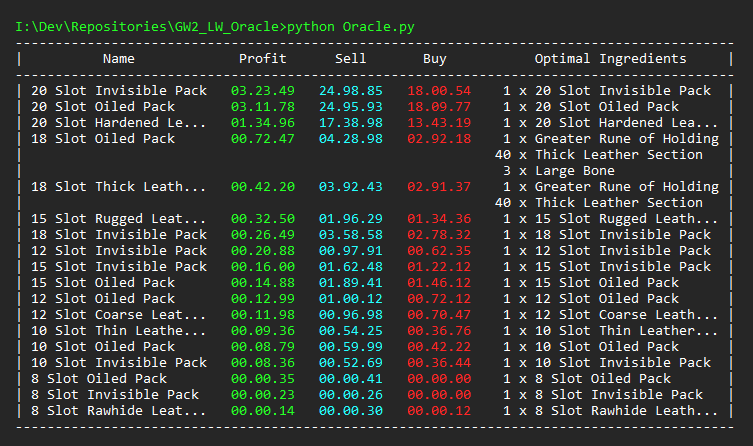 I:\Dev\Repositories\GW2_LW_Oracle>python Oracle.py
----------------------------------------------------------------------------------------
| Name Profit Sell Buy Optimal Ingredients |
----------------------------------------------------------------------------------------
| 20 Slot Invisible Pack 03.23.49 24.98.85 18.00.54 1 x 20 Slot Invisible Pack |
| 20 Slot Oiled Pack 03.11.78 24.95.93 18.09.77 1 x 20 Slot Oiled Pack |
| 20 Slot Hardened Le... 01.34.96 17.38.98 13.43.19 1 x 20 Slot Hardened Lea... |
| 18 Slot Oiled Pack 00.72.47 04.28.98 02.92.18 1 x Greater Rune of Holding |
| 40 x Thick Leather Section |
| 3 x Large Bone |
| 18 Slot Thick Leath... 00.42.20 03.92.43 02.91.37 1 x Greater Rune of Holding |
| 40 x Thick Leather Section |
| 15 Slot Rugged Leat... 00.32.50 01.96.29 01.34.36 1 x 15 Slot Rugged Leath... |
| 18 Slot Invisible Pack 00.26.49 03.58.58 02.78.32 1 x 18 Slot Invisible Pack |
| 12 Slot Invisible Pack 00.20.88 00.97.91 00.62.35 1 x 12 Slot Invisible Pack |
| 15 Slot Invisible Pack 00.16.00 01.62.48 01.22.12 1 x 15 Slot Invisible Pack |
| 15 Slot Oiled Pack 00.14.88 01.89.41 01.46.12 1 x 15 Slot Oiled Pack |
| 12 Slot Oiled Pack 00.12.99 01.00.12 00.72.12 1 x 12 Slot Oiled Pack |
| 12 Slot Coarse Leat... 00.11.98 00.96.98 00.70.47 1 x 12 Slot Coarse Leath... |
| 10 Slot Thin Leathe... 00.09.36 00.54.25 00.36.76 1 x 10 Slot Thin Leather... |
| 10 Slot Oiled Pack 00.08.79 00.59.99 00.42.22 1 x 10 Slot Oiled Pack |
| 10 Slot Invisible Pack 00.08.36 00.52.69 00.36.44 1 x 10 Slot Invisible Pack |
| 8 Slot Oiled Pack 00.00.35 00.00.41 00.00.00 1 x 8 Slot Oiled Pack |
| 8 Slot Invisible Pack 00.00.23 00.00.26 00.00.00 1 x 8 Slot Invisible Pack |
| 8 Slot Rawhide Leat... 00.00.14 00.00.30 00.00.12 1 x 8 Slot Rawhide Leath... |
----------------------------------------------------------------------------------------